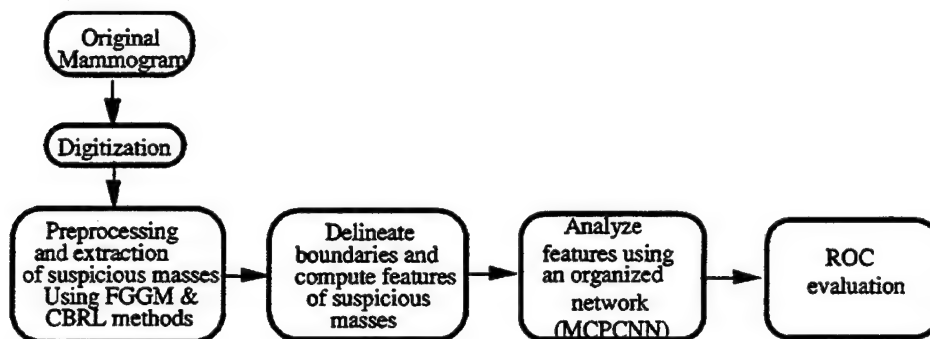 Original
Mammogram
Digitization
Preprocessing
and extraction
of suspicious masses
Using FGGM &
CBRL methods
Delineate
boundaries and
compute features
of suspicious
masses
Analyze
features using
an organized
network
(MCPCNN)
ROC
evaluation